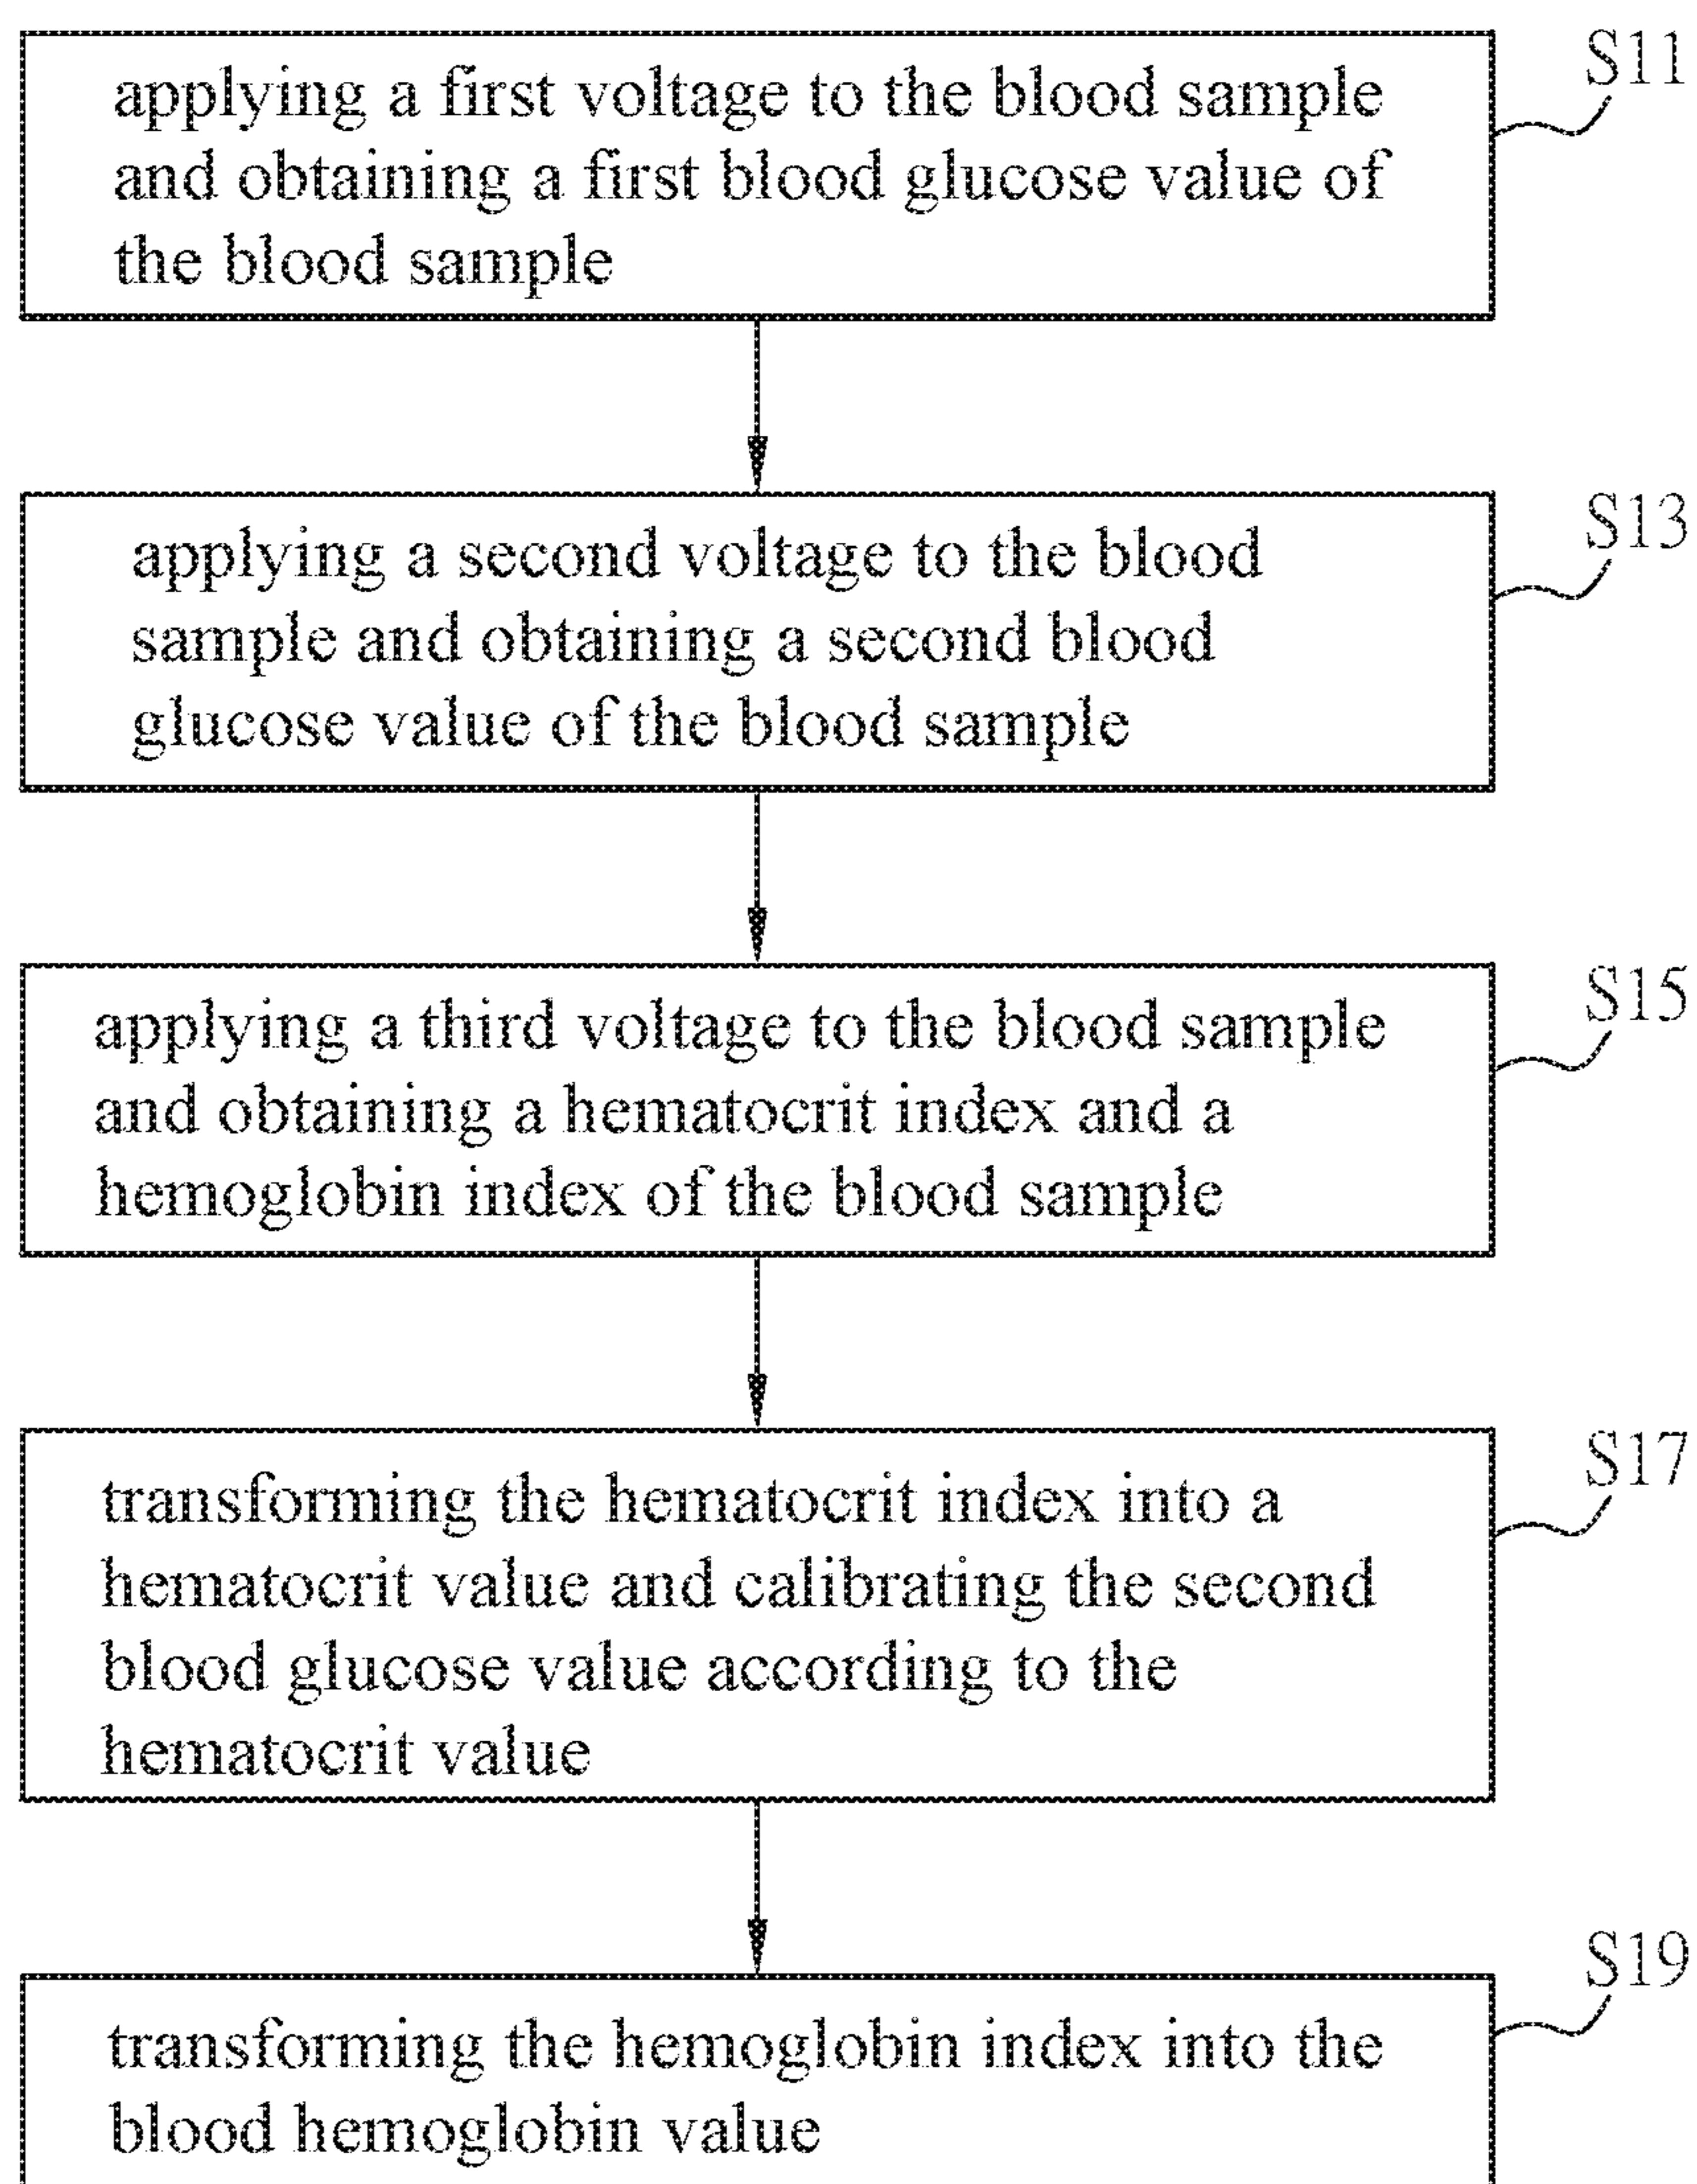 applying a first voltage to the blood sample
and obtaining a first blood glucose value of
the blood sample
S11
applying a second voltage to the blood
sample and obtaining a second blood
glucose value of the blood sample
S13
applying a third voltage to the blood sample
and obtaining a hematocrit index and a
hemoglobin index of the blood sample
S15
transforming the hematocrit index into a
hematocrit value and calibrating the second
blood glucose value according to the
hematocrit value
S17
transforming the hemoglobin index into the
blood hemoglobin value
S19